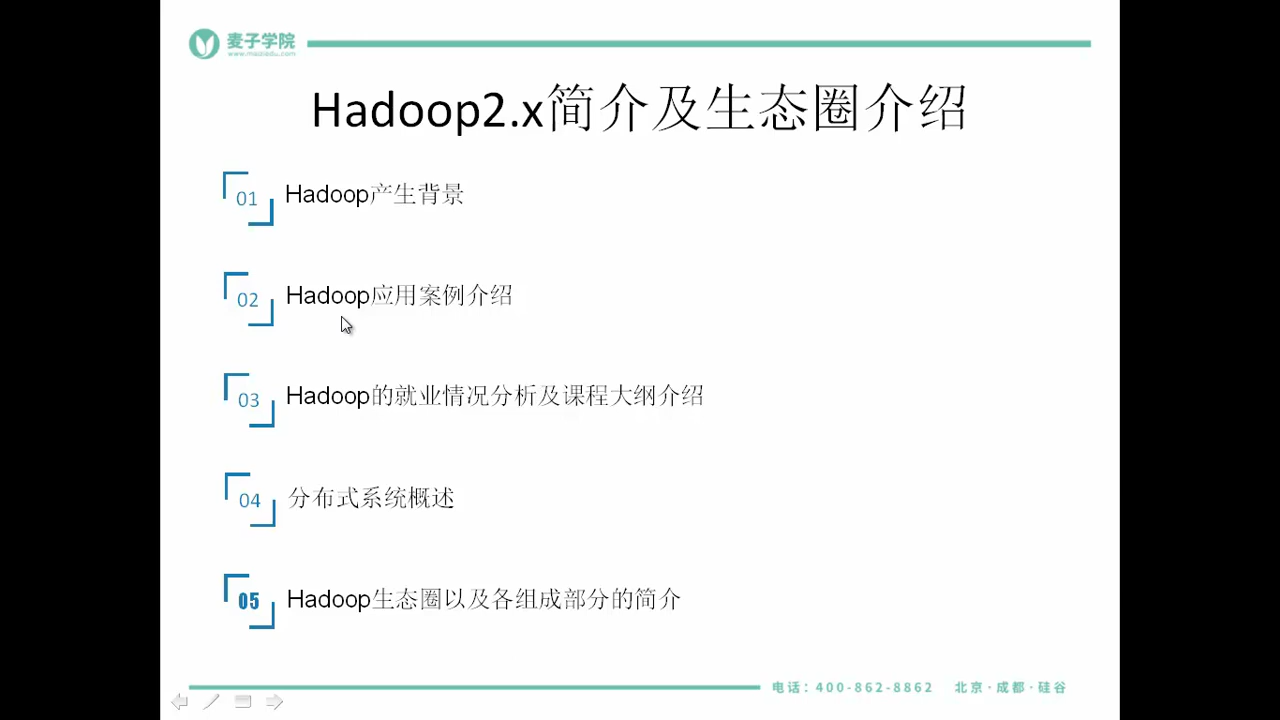 麦子学院
www.maiziedu.com
Hadoop2.x简介及生态圈介绍
01 Hadoop产生背景
02 Hadoop应用案例介绍
03 Hadoop的就业情况分析及课程大纲介绍
04 分布式系统概述
05 Hadoop生态圈以及各组成部分的简介
电话：400-862-8862 北京·成都·硅谷